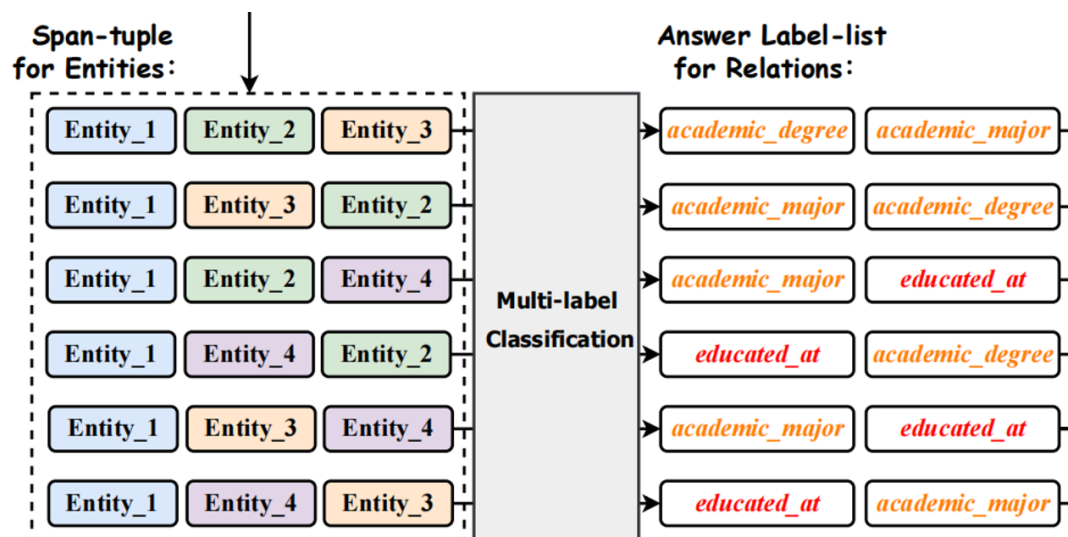 Span-tuple
for Entities:
Answer Label-list
for Relations:
Entity_1 Entity_2 Entity_3 academic_degree academic_major
Entity_1 Entity_3 Entity_2 academic_major academic_degree
Entity_1 Entity_2 Entity_4 academic_major educated_at
Multi-label
Classification
Entity_1 Entity_4 Entity_2 educated_at academic_degree
Entity_1 Entity_3 Entity_4 academic_major educated_at
Entity_1 Entity_4 Entity_3 educated_at academic_major